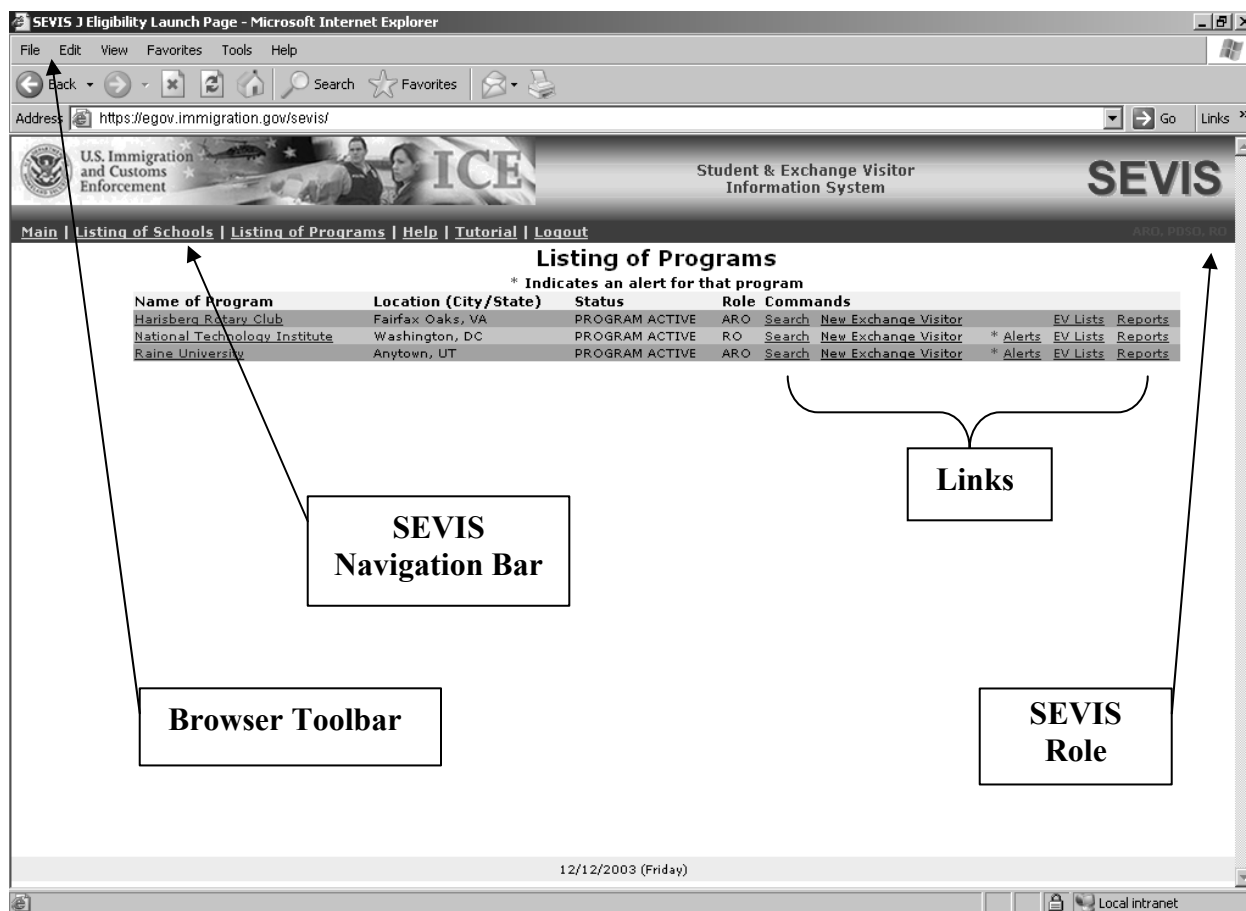 SEVIS J Eligibility Launch Page - Microsoft Internet Explorer
File Edit View Favorites Tools Help
Back Search Favorites
Address https://egov.immigration.gov/sevis/ Go Links »
U.S. Immigration
and Customs
Enforcement
ICE
Student & Exchange Visitor
Information System
SEVIS
Main | Listing of Schools | Listing of Programs | Help | Tutorial | Logout ARO, PDSO, RO
Listing of Programs
* Indicates an alert for that program
Name of Program Location (City/State) Status Role Commands
Harisberg Rotary Club Fairfax Oaks, VA PROGRAM ACTIVE ARO Search New Exchange Visitor EV Lists Reports
National Technology Institute Washington, DC PROGRAM ACTIVE RO Search New Exchange Visitor * Alerts EV Lists Reports
Raine University Anytown, UT PROGRAM ACTIVE ARO Search New Exchange Visitor * Alerts EV Lists Reports
Links
SEVIS
Navigation Bar
Browser Toolbar
SEVIS
Role
12/12/2003 (Friday)
Local intranet